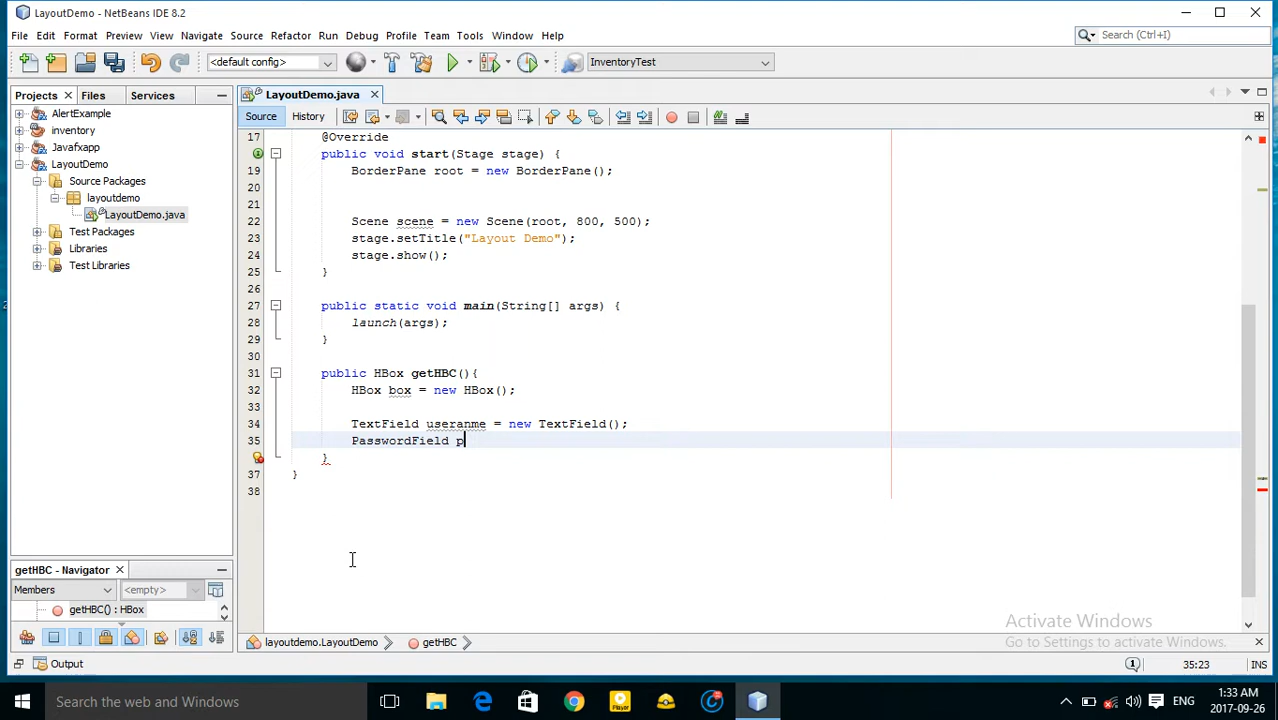 LayoutDemo - NetBeans IDE 8.2
File Edit Format Preview View Navigate Source Refactor Run Debug Profile Team Tools Window Help
Search (Ctrl+I)
<default config>
InventoryTest
Projects Files Services
LayoutDemo.java
Source History
AlertExample
inventory
Javafxapp
LayoutDemo
Source Packages
layoutdemo
LayoutDemo.java
Test Packages
Libraries
Test Libraries
17 @Override
public void start(Stage stage) {
19 BorderPane root = new BorderPane();
20
21
22 Scene scene = new Scene(root, 800, 500);
23 stage.setTitle("Layout Demo");
24 stage.show();
25 }
26
27 public static void main(String[] args) {
28 launch(args);
29 }
30
31 public HBox getHBC(){
32 HBox box = new HBox();
33
34 TextField useranme = new TextField();
35 PasswordField p
}
37 }
38
getHBC - Navigator
Members
<empty>
getHBC() : HBox
layoutdemo.LayoutDemo
getHBC
Activate Windows
Go to Settings to activate Windows.
Output
1
35:23
INS
Search the web and Windows
Player
ENG
1:33 AM
2017-09-26